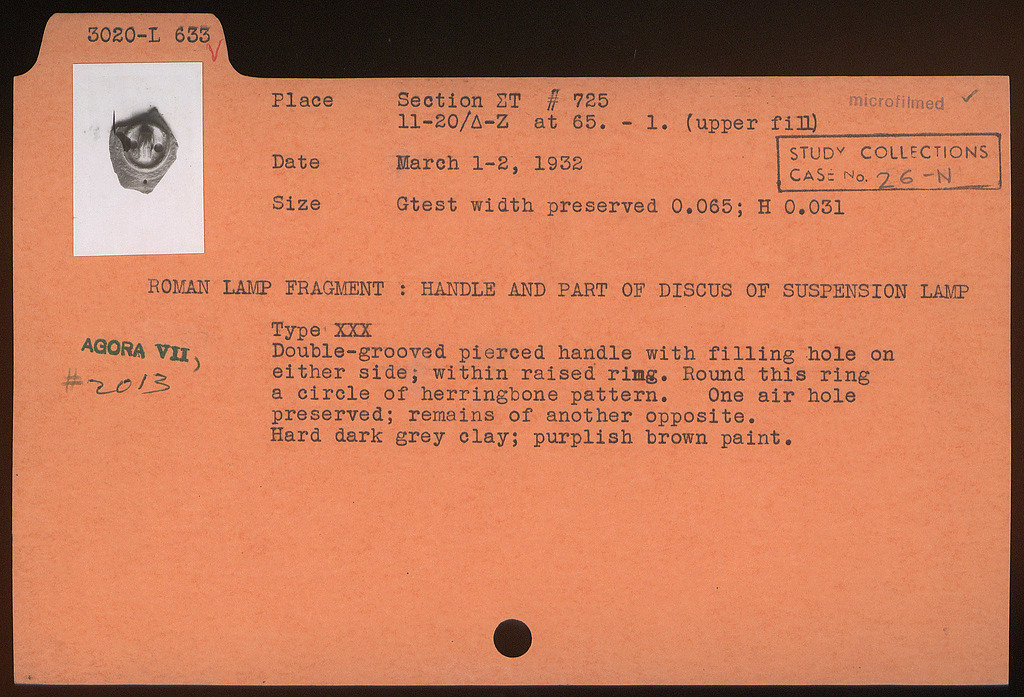 3020-L 633
Place Section ΣT # 725
11-20/Δ-Z at 65. - 1. (upper fill)
microfilmed ✓
STUDY COLLECTIONS
CASE No. 26-N
Date March 1-2, 1932
Size Gtest width preserved 0.065; H 0.031
ROMAN LAMP FRAGMENT : HANDLE AND PART OF DISCUS OF SUSPENSION LAMP
AGORA VII,
#2013
Type XXX
Double-grooved pierced handle with filling hole on
either side; within raised ring. Round this ring
a circle of herringbone pattern. One air hole
preserved; remains of another opposite.
Hard dark grey clay; purplish brown paint.